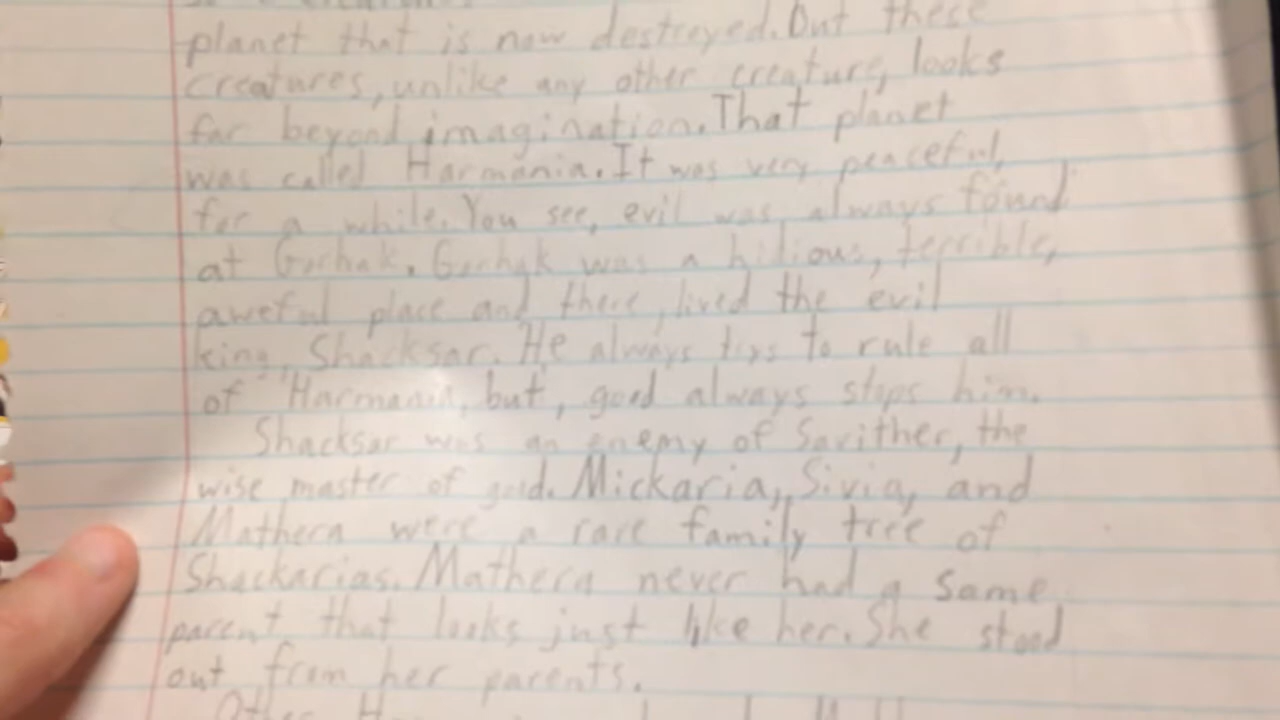 planet that is now destroyed. But these
creatures, unlike any other creature, looks
far beyond imagination. That planet
was called Harmania. It was very peaceful,
for a while. You see, evil was always found
at Gorhak. Gorhak was a hidious, terrible,
aweful place and there, lived the evil
king, Shacksar. He always trys to rule all
of Harmania, but, good always stops him.
Shacksar was an enemy of Savither, the
wise master of good. Mickaria, Sivia, and
Mathera were a rare family tree of
Shackarias. Mathera never had a same
parent that looks just like her. She stood
out from her parents.
Other